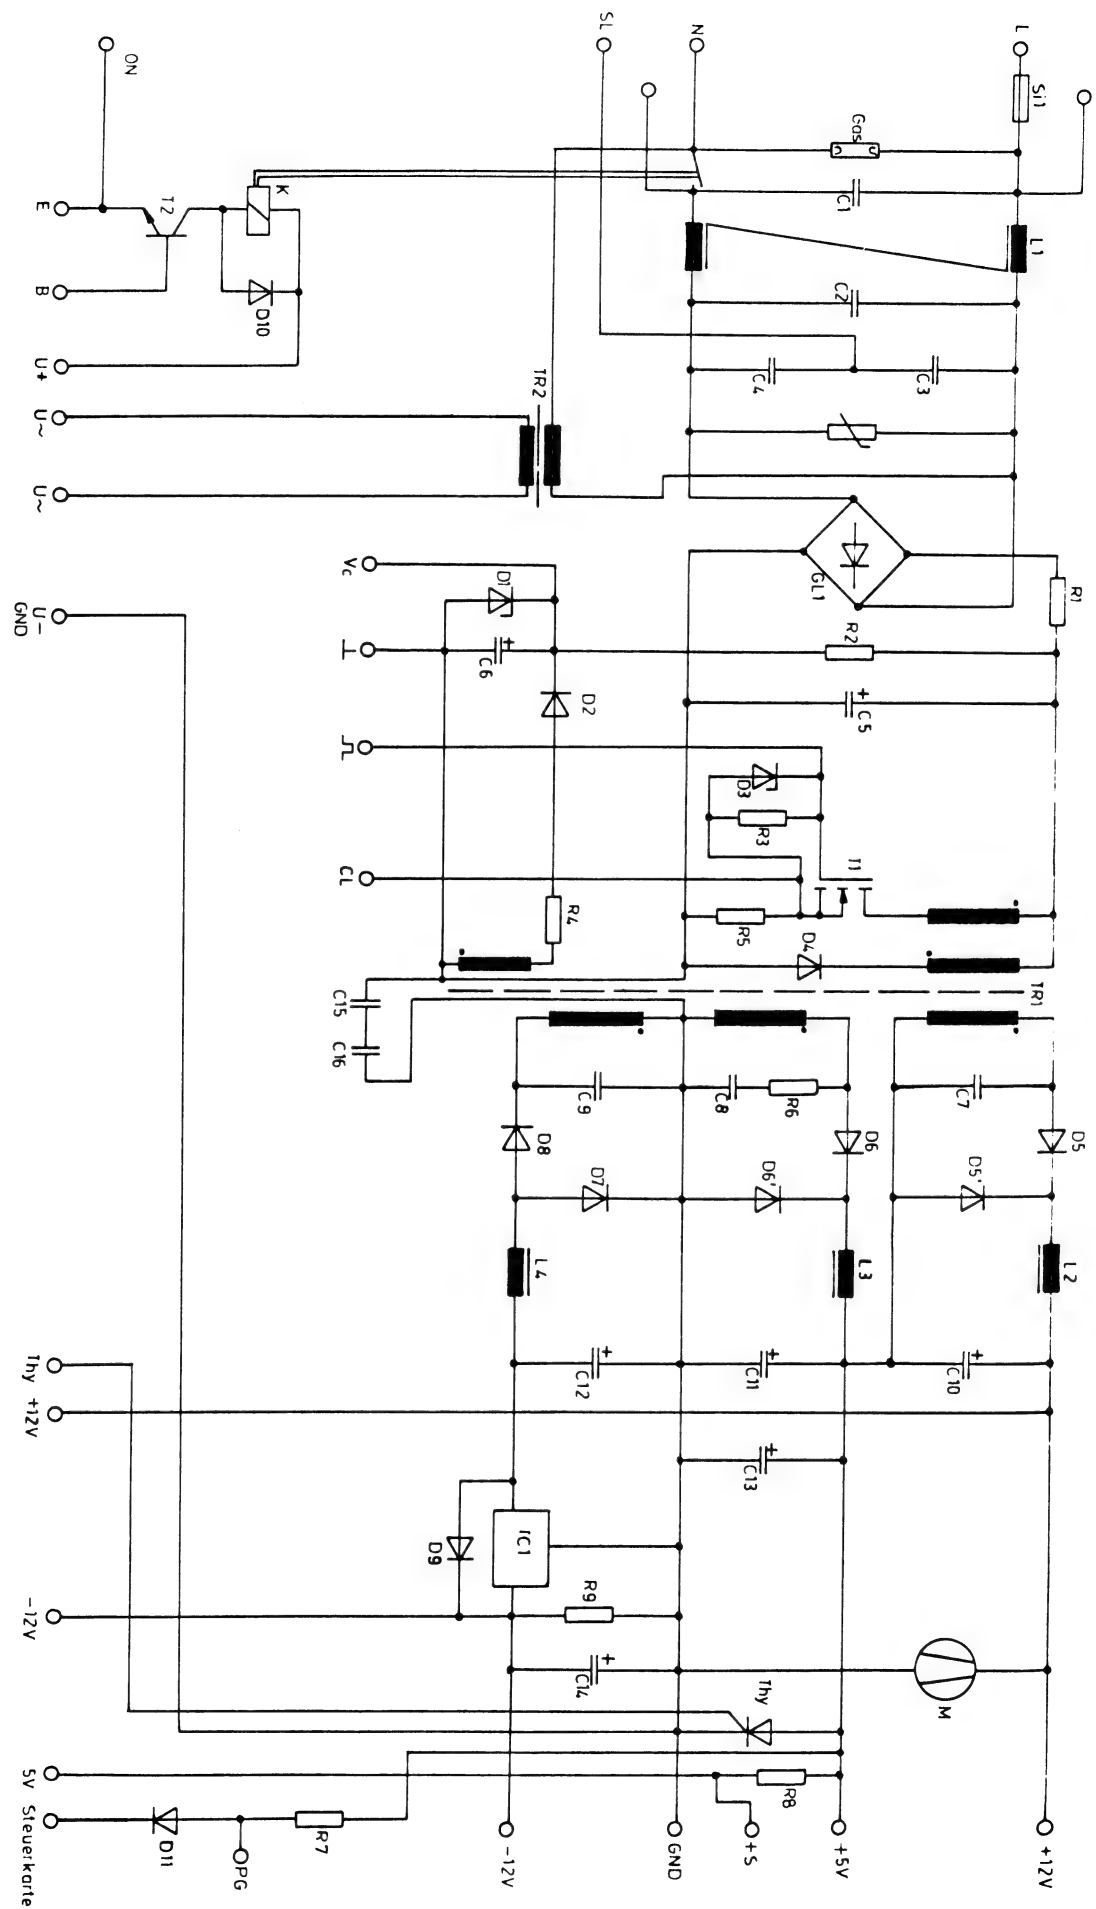 L
N
SL
ON
Si1
Gas
C1
K
T2
E
L1
C2
B
D10
C3
C4
U+
TR2
U~
U~
GL1
R1
Vc
D1
U-
GND
R2
C6
⊥
D2
C5
D3
R3
T1
CL
R4
R5
D4
TR1
C15
C16
C7
R6
C8
C9
D5
D6
D8
D5'
D6'
D7
L2
L3
L4
Thy
C10
C11
C12
+12V
C13
IC1
D9
R9
-12V
M
Thy
C14
R8
5V
R7
D11
PG
Steuerkarte
+12V
+5V
+S
GND
-12V